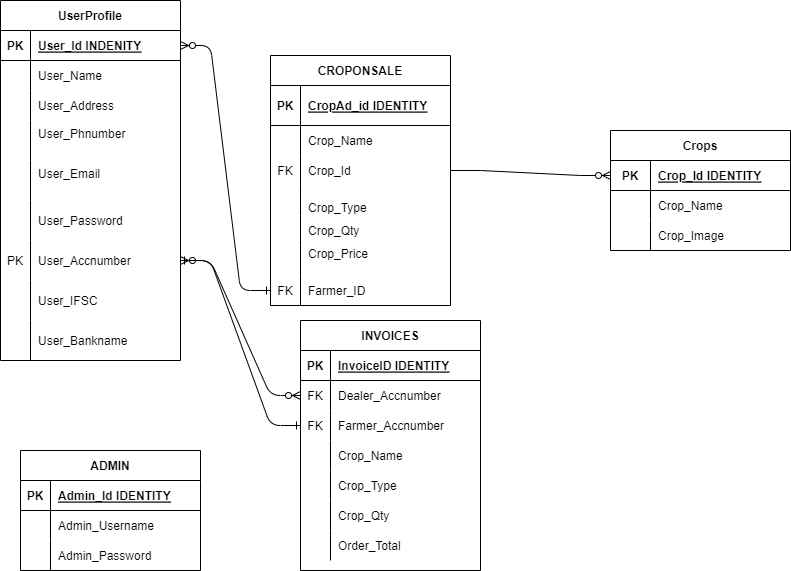 UserProfile
PK User_Id INDENITY
User_Name
User_Address
User_Phnumber
User_Email
User_Password
PK User_Accnumber
User_IFSC
User_Bankname
CROPONSALE
PK CropAd_id IDENTITY
Crop_Name
FK Crop_Id
Crop_Type
Crop_Qty
Crop_Price
FK Farmer_ID
Crops
PK Crop_Id IDENTITY
Crop_Name
Crop_Image
INVOICES
PK InvoiceID IDENTITY
FK Dealer_Accnumber
FK Farmer_Accnumber
Crop_Name
Crop_Type
Crop_Qty
Order_Total
ADMIN
PK Admin_Id IDENTITY
Admin_Username
Admin_Password